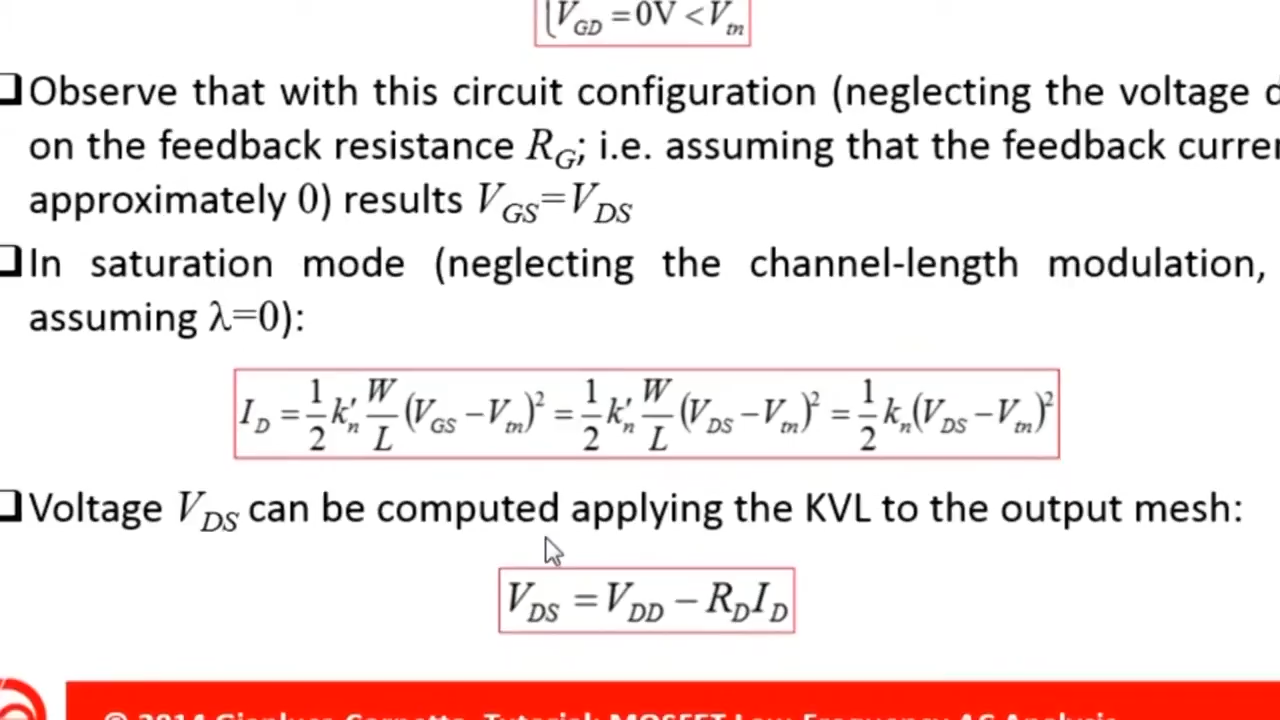 V_GD = 0V < V_tn
❑Observe that with this circuit configuration (neglecting the voltage
on the feedback resistance R_G; i.e. assuming that the feedback
approximately 0) results V_GS=V_DS
❑In saturation mode (neglecting the channel-length modulation,
assuming λ=0):
I_D = 1/2 k'_n W/L (V_GS – V_tn)² = 1/2 k'_n W/L (V_DS – V_tn)² = 1/2 k_n (V_DS – V_tn)²
❑Voltage V_DS can be computed applying the KVL to the output mesh:
V_DS = V_DD – R_D I_D